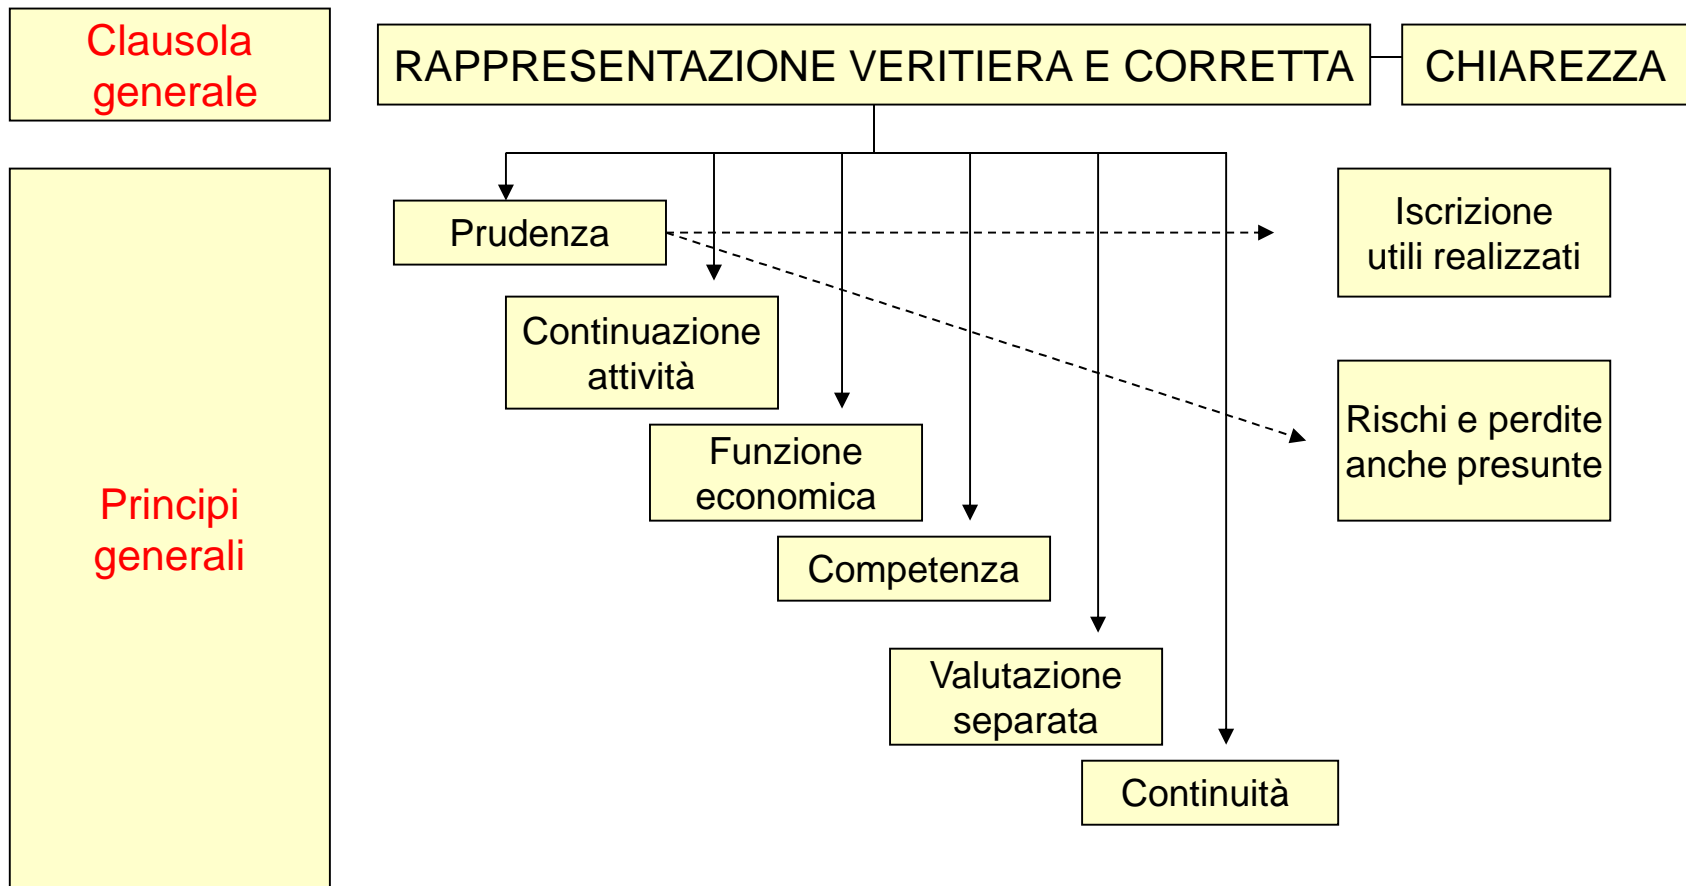 Clausola
generale
RAPPRESENTAZIONE VERITIERA E CORRETTA
CHIAREZZA
Principi
generali
Prudenza
Iscrizione
utili realizzati
Continuazione
attività
Rischi e perdite
anche presunte
Funzione
economica
Competenza
Valutazione
separata
Continuità